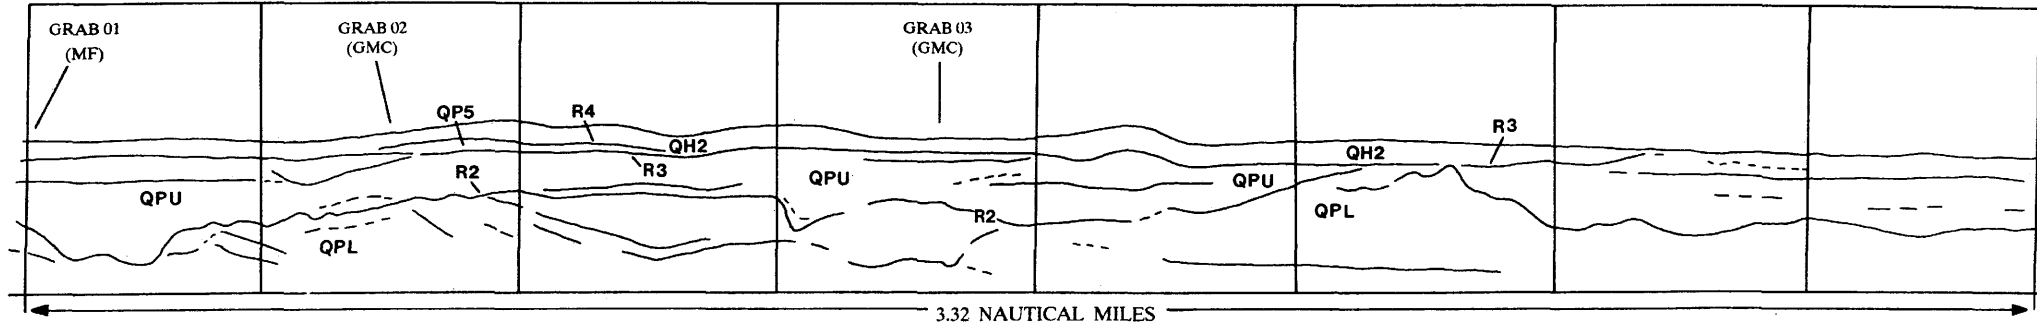 GRAB 01
(MF)
GRAB 02
(GMC)
GRAB 03
(GMC)
QP5
R4
QH2
R3
R2
QPU
QPL
QPU
R2
QPU
QH2
R3
QPL
3.32 NAUTICAL MILES